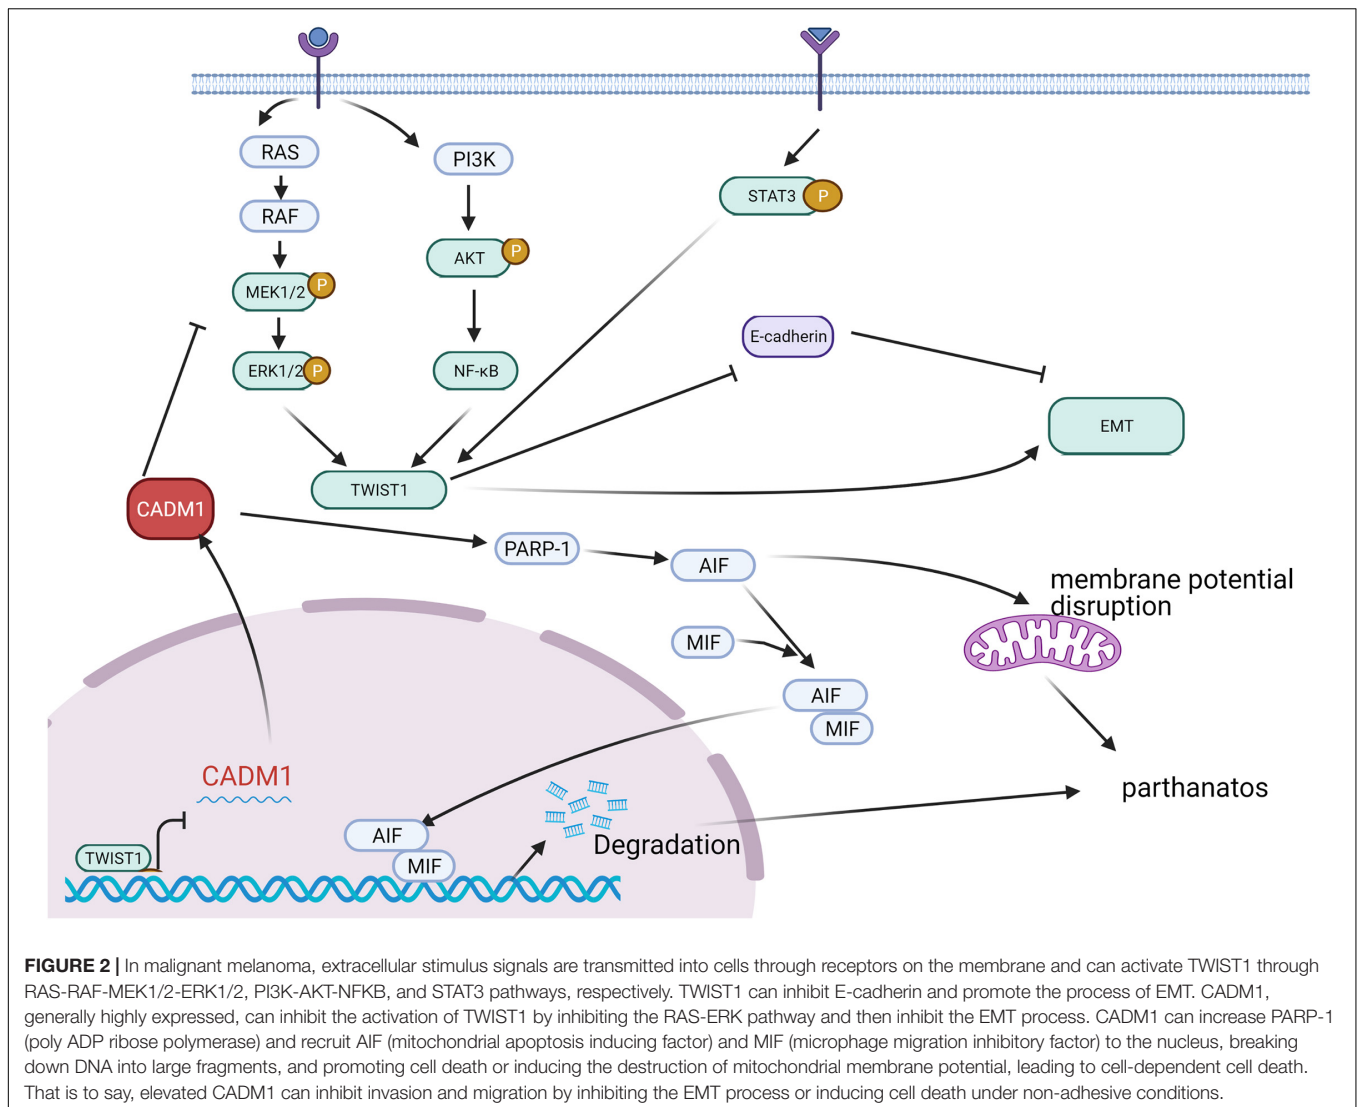 RAS
PI3K
RAF
STAT3 P
AKT P
MEK1/2 P
E-cadherin
ERK1/2 P
NF-κB
EMT
TWIST1
CADM1
PARP-1
AIF
membrane potential
disruption
MIF
AIF
MIF
CADM1
parthanatos
TWIST1
AIF
MIF
Degradation
FIGURE 2 | In malignant melanoma, extracellular stimulus signals are transmitted into cells through receptors on the membrane and can activate TWIST1 through
RAS-RAF-MEK1/2-ERK1/2, PI3K-AKT-NFKB, and STAT3 pathways, respectively. TWIST1 can inhibit E-cadherin and promote the process of EMT. CADM1,
generally highly expressed, can inhibit the activation of TWIST1 by inhibiting the RAS-ERK pathway and then inhibit the EMT process. CADM1 can increase PARP-1
(poly ADP ribose polymerase) and recruit AIF (mitochondrial apoptosis inducing factor) and MIF (microphage migration inhibitory factor) to the nucleus, breaking
down DNA into large fragments, and promoting cell death or inducing the destruction of mitochondrial membrane potential, leading to cell-dependent cell death.
That is to say, elevated CADM1 can inhibit invasion and migration by inhibiting the EMT process or inducing cell death under non-adhesive conditions.